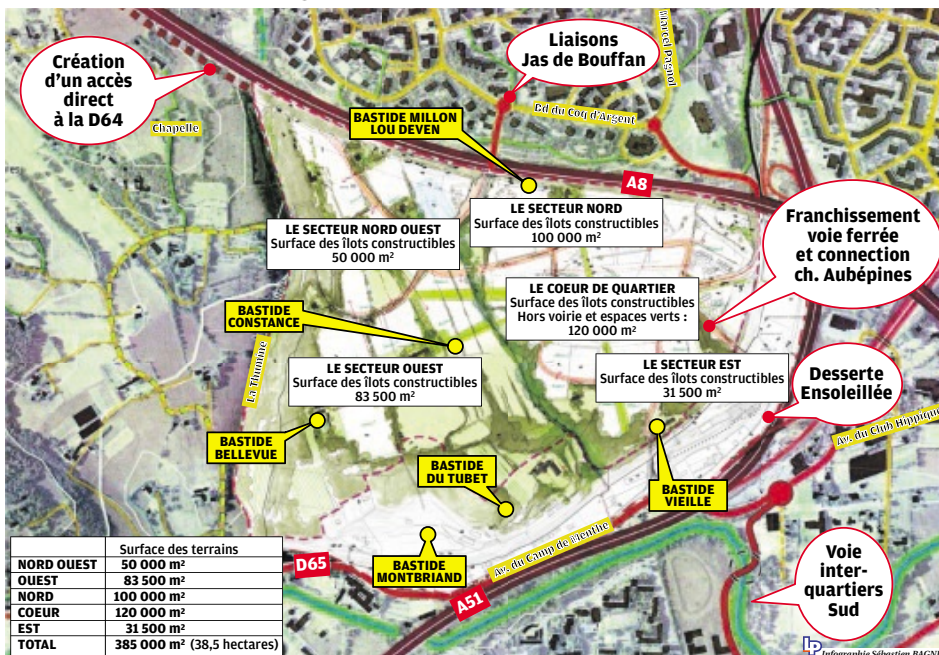 Création
d'un accès
direct
à la D64
Chapelle
Liaisons
Jas de Bouffan
Marcel Pagnol
Bd du Coq d'Argent
BASTIDE MILLON
LOU DEVEN
A8
LE SECTEUR NORD OUEST
Surface des îlots constructibles
50 000 m²
LE SECTEUR NORD
Surface des îlots constructibles
100 000 m²
Franchissement
voie ferrée
et connection
ch. Aubépines
LE COEUR DE QUARTIER
Surface des îlots constructibles
Hors voirie et espaces verts :
120 000 m²
BASTIDE
CONSTANCE
LE SECTEUR OUEST
Surface des îlots constructibles
83 500 m²
LE SECTEUR EST
Surface des îlots constructibles
31 500 m²
La Thumine
Desserte
Ensoleillée
Av. du Club Hippique
BASTIDE
BELLEVUE
BASTIDE
DU TUBET
BASTIDE
VIEILLE
BASTIDE
MONTBRIAND
Av. du Camp de Menthe
D65
A51
Voie
inter-
quartiers
Sud
Surface des terrains
NORD OUEST 50 000 m²
OUEST 83 500 m²
NORD 100 000 m²
COEUR 120 000 m²
EST 31 500 m²
TOTAL 385 000 m² (38,5 hectares)
LP Infographie Sébastien BAGNI